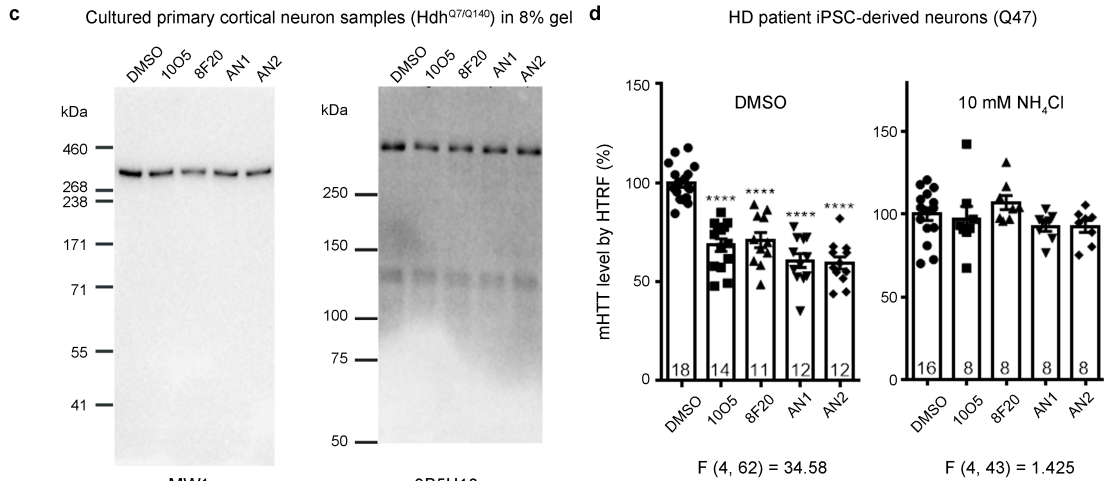 c
Cultured primary cortical neuron samples (Hdh^Q7/Q140) in 8% gel
DMSO
10O5
8F20
AN1
AN2
kDa
460
268
238
171
71
55
41
DMSO
10O5
8F20
AN1
AN2
kDa
250
150
100
75
50
d
HD patient iPSC-derived neurons (Q47)
mHTT level by HTRF (%)
DMSO
150
100
50
0
****
****
****
****
18
14
11
12
12
DMSO
10O5
8F20
AN1
AN2
F (4, 62) = 34.58
10 mM NH₄Cl
150
100
50
0
16
8
8
8
8
DMSO
10O5
8F20
AN1
AN2
F (4, 43) = 1.425